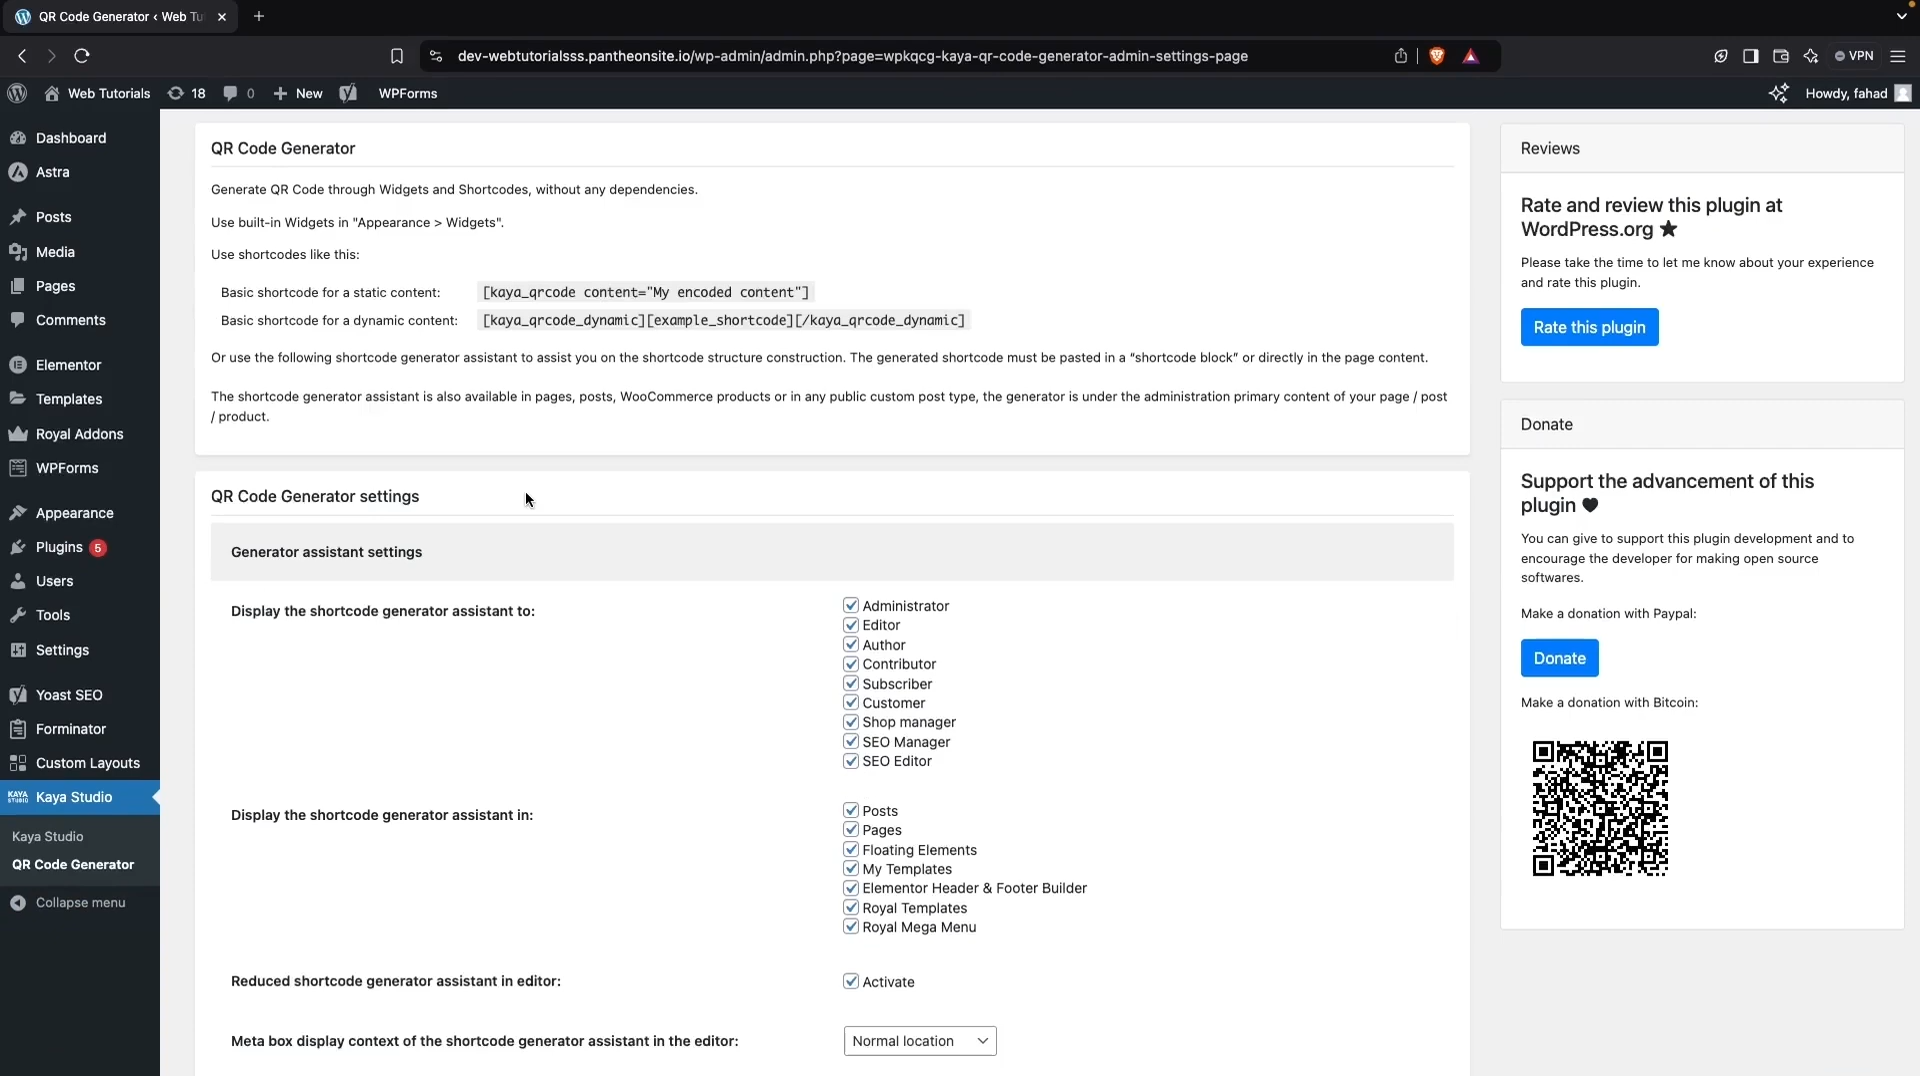 QR Code Generator ‹ Web Tu
dev-webtutorialsss.pantheonsite.io/wp-admin/admin.php?page=wpkqcg-kaya-qr-code-generator-admin-settings-page
VPN
Web Tutorials
18
0
New
WPForms
Howdy, fahad
Dashboard
Astra
Posts
Media
Pages
Comments
Elementor
Templates
Royal Addons
WPForms
Appearance
Plugins 5
Users
Tools
Settings
Yoast SEO
Forminator
Custom Layouts
KAYA STUDIO Kaya Studio
Kaya Studio
QR Code Generator
Collapse menu
QR Code Generator
Generate QR Code through Widgets and Shortcodes, without any dependencies.
Use built-in Widgets in "Appearance > Widgets".
Use shortcodes like this:
Basic shortcode for a static content: [kaya_qrcode content="My encoded content"]
Basic shortcode for a dynamic content: [kaya_qrcode_dynamic][example_shortcode][/kaya_qrcode_dynamic]
Or use the following shortcode generator assistant to assist you on the shortcode structure construction. The generated shortcode must be pasted in a “shortcode block” or directly in the page content.
The shortcode generator assistant is also available in pages, posts, WooCommerce products or in any public custom post type, the generator is under the administration primary content of your page / post
/ product.
QR Code Generator settings
Generator assistant settings
Display the shortcode generator assistant to:
Administrator
Editor
Author
Contributor
Subscriber
Customer
Shop manager
SEO Manager
SEO Editor
Display the shortcode generator assistant in:
Posts
Pages
Floating Elements
My Templates
Elementor Header & Footer Builder
Royal Templates
Royal Mega Menu
Reduced shortcode generator assistant in editor:
Activate
Meta box display context of the shortcode generator assistant in the editor:
Normal location
Reviews
Rate and review this plugin at
WordPress.org ★
Please take the time to let me know about your experience
and rate this plugin.
Rate this plugin
Donate
Support the advancement of this
plugin ♥
You can give to support this plugin development and to
encourage the developer for making open source
softwares.
Make a donation with Paypal:
Donate
Make a donation with Bitcoin: